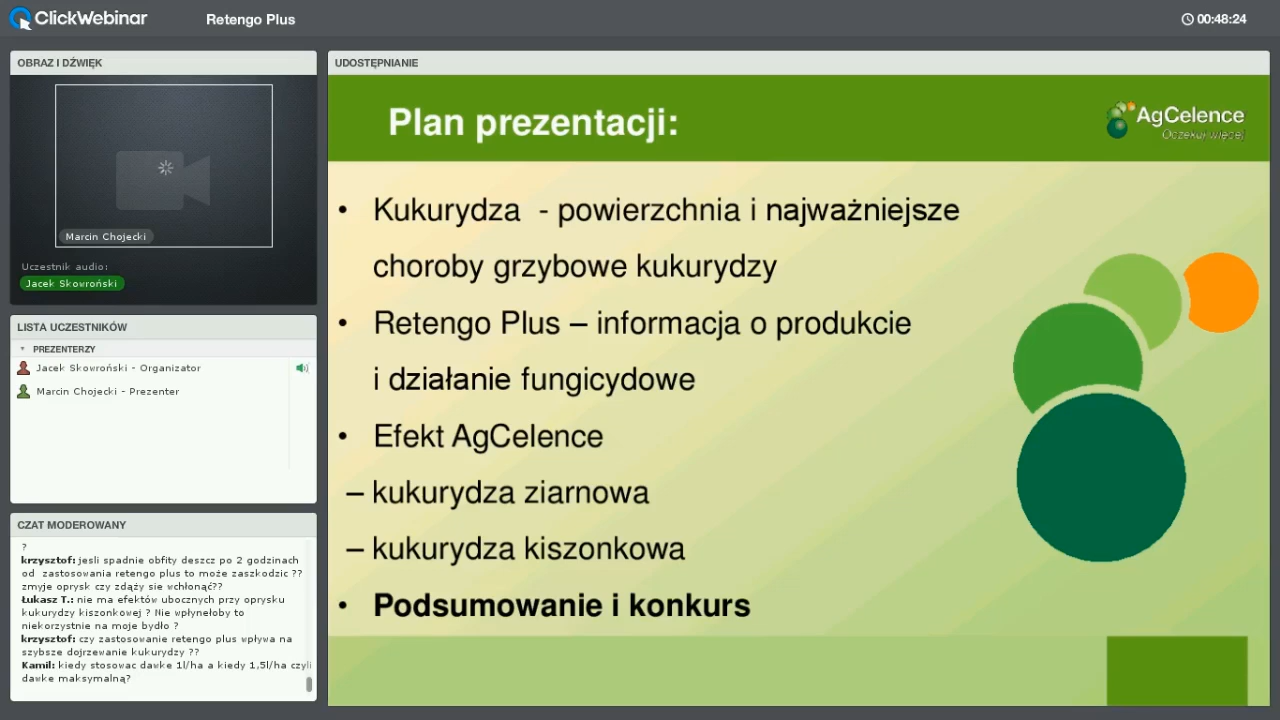 ClickWebinar
Retengo Plus
00:48:24
OBRAZ I DŹWIĘK
Marcin Chojecki
Uczestnik audio:
Jacek Skowroński
LISTA UCZESTNIKÓW
PREZENTERZY
Jacek Skowroński - Organizator
Marcin Chojecki - Prezenter
CZAT MODEROWANY
?
krzysztof: jesli spadnie obfity deszcz po 2 godzinach
od zastosowania retengo plus to może zaszkodzic ??
zmyje oprysk czy zdąży sie wchłonąć??
Łukasz T.: nie ma efektów ubocznych przy oprysku
kukurydzy kiszonkowej ? Nie wpłynełoby to
niekorzystnie na moje bydło ?
krzysztof: czy zastosowanie retengo plus wpływa na
szybsze dojrzewanie kukurydzy ??
Kamil: kiedy stosowac dawke 1l/ha a kiedy 1,5l/ha czyli
dawke maksymalną?
UDOSTĘPNIANIE
Plan prezentacji:
AgCelence
Oczekuj więcej
• Kukurydza - powierzchnia i najważniejsze
choroby grzybowe kukurydzy
• Retengo Plus – informacja o produkcie
i działanie fungicydowe
• Efekt AgCelence
– kukurydza ziarnowa
– kukurydza kiszonkowa
• Podsumowanie i konkurs